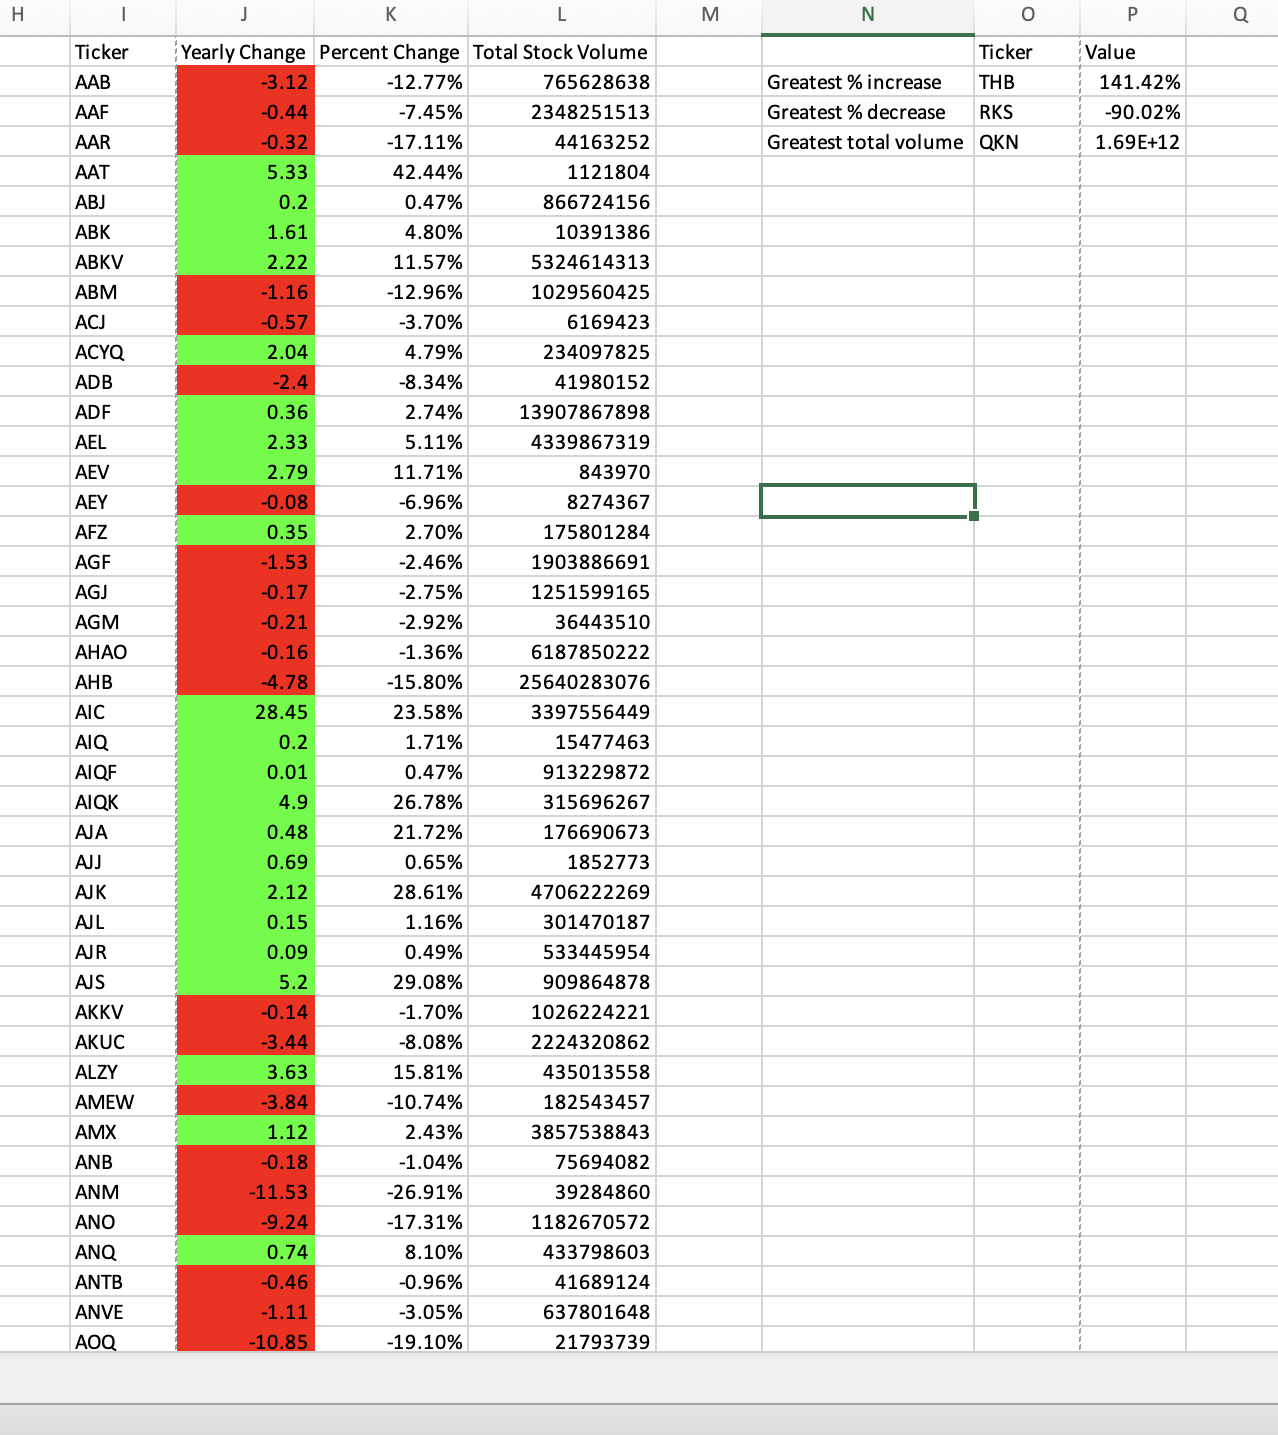 H I J K L M N O P Q
Ticker Yearly Change Percent Change Total Stock Volume Ticker Value
AAB -3.12 -12.77% 765628638 Greatest % increase THB 141.42%
AAF -0.44 -7.45% 2348251513 Greatest % decrease RKS -90.02%
AAR -0.32 -17.11% 44163252 Greatest total volume QKN 1.69E+12
AAT 5.33 42.44% 1121804
ABJ 0.2 0.47% 866724156
ABK 1.61 4.80% 10391386
ABKV 2.22 11.57% 5324614313
ABM -1.16 -12.96% 1029560425
ACJ -0.57 -3.70% 6169423
ACYQ 2.04 4.79% 234097825
ADB -2.4 -8.34% 41980152
ADF 0.36 2.74% 13907867898
AEL 2.33 5.11% 4339867319
AEV 2.79 11.71% 843970
AEY -0.08 -6.96% 8274367
AFZ 0.35 2.70% 175801284
AGF -1.53 -2.46% 1903886691
AGJ -0.17 -2.75% 1251599165
AGM -0.21 -2.92% 36443510
AHAO -0.16 -1.36% 6187850222
AHB -4.78 -15.80% 25640283076
AIC 28.45 23.58% 3397556449
AIQ 0.2 1.71% 15477463
AIQF 0.01 0.47% 913229872
AIQK 4.9 26.78% 315696267
AJA 0.48 21.72% 176690673
AJJ 0.69 0.65% 1852773
AJK 2.12 28.61% 4706222269
AJL 0.15 1.16% 301470187
AJR 0.09 0.49% 533445954
AJS 5.2 29.08% 909864878
AKKV -0.14 -1.70% 1026224221
AKUC -3.44 -8.08% 2224320862
ALZY 3.63 15.81% 435013558
AMEW -3.84 -10.74% 182543457
AMX 1.12 2.43% 3857538843
ANB -0.18 -1.04% 75694082
ANM -11.53 -26.91% 39284860
ANO -9.24 -17.31% 1182670572
ANQ 0.74 8.10% 433798603
ANTB -0.46 -0.96% 41689124
ANVE -1.11 -3.05% 637801648
AOQ -10.85 -19.10% 21793739